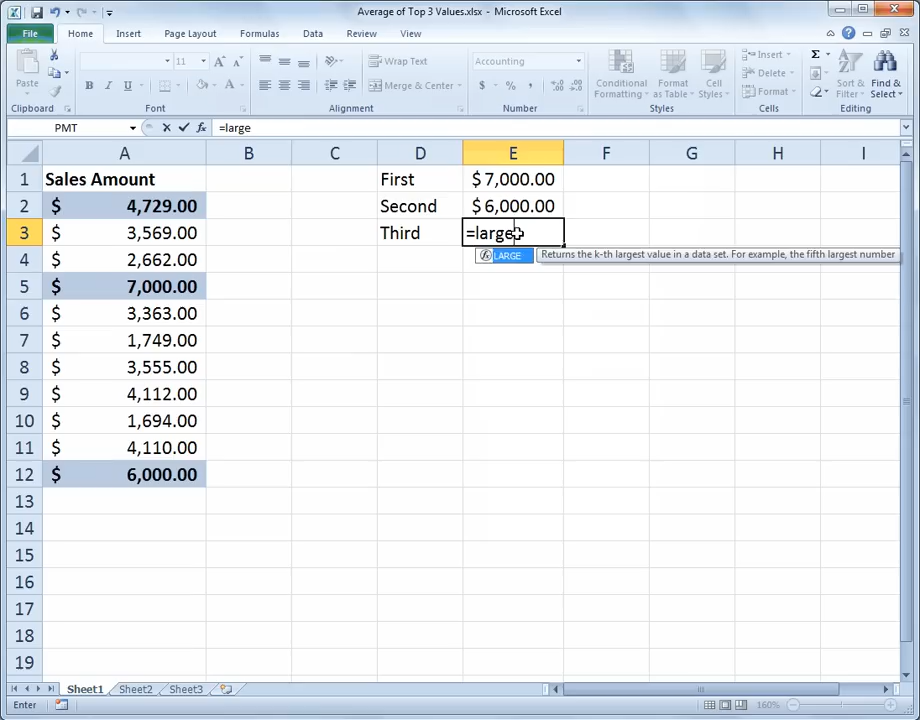 Average of Top 3 Values.xlsx - Microsoft Excel
File Home Insert Page Layout Formulas Data Review View
Paste
11
Wrap Text
Merge & Center
Accounting
$ % ,
Conditional Formatting
Format as Table
Cell Styles
Insert
Delete
Format
Σ
Sort & Filter
Find & Select
Clipboard Font Alignment Number Styles Cells Editing
PMT fx =large
A B C D E F G H I
1 Sales Amount First $ 7,000.00
2 $ 4,729.00 Second $ 6,000.00
3 $ 3,569.00 Third =large
LARGE Returns the k-th largest value in a data set. For example, the fifth largest number
4 $ 2,662.00
5 $ 7,000.00
6 $ 3,363.00
7 $ 1,749.00
8 $ 3,555.00
9 $ 4,112.00
10 $ 1,694.00
11 $ 4,110.00
12 $ 6,000.00
13
14
15
16
17
18
19
Sheet1 Sheet2 Sheet3
Enter 160%